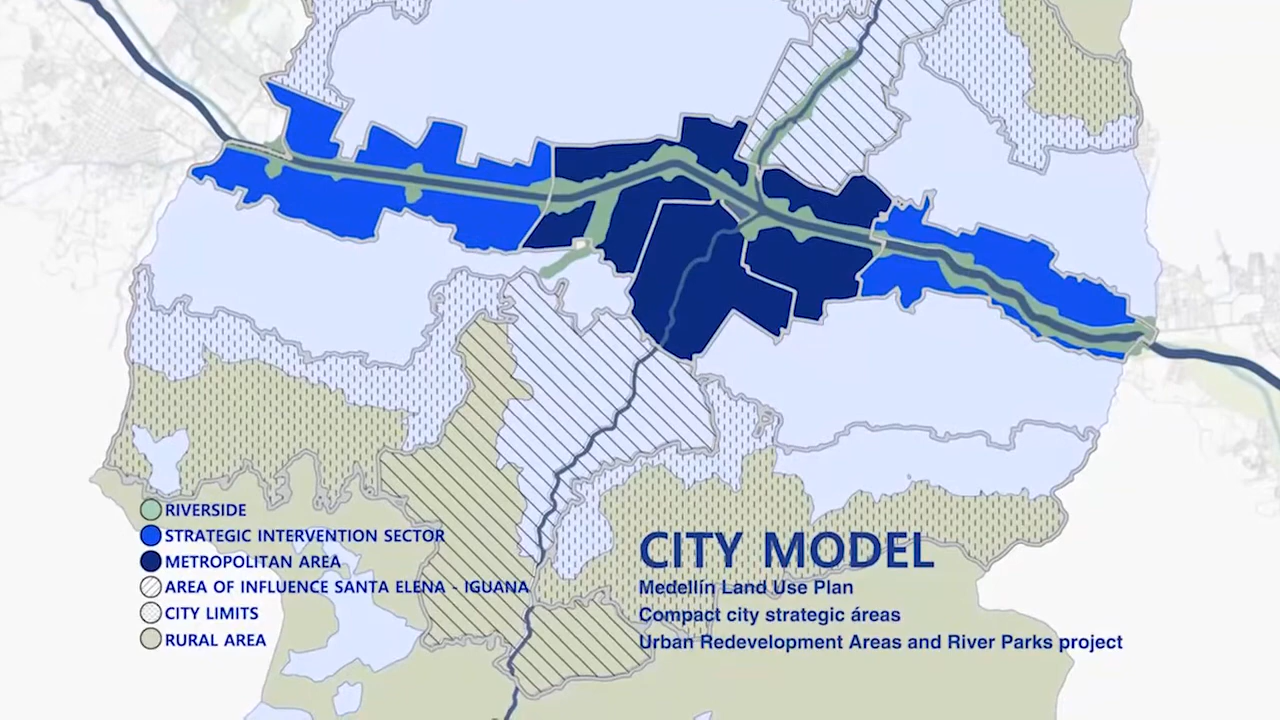 RIVERSIDE
STRATEGIC INTERVENTION SECTOR
METROPOLITAN AREA
AREA OF INFLUENCE SANTA ELENA - IGUANA
CITY LIMITS
RURAL AREA
CITY MODEL
Medellín Land Use Plan
Compact city strategic áreas
Urban Redevelopment Areas and River Parks project